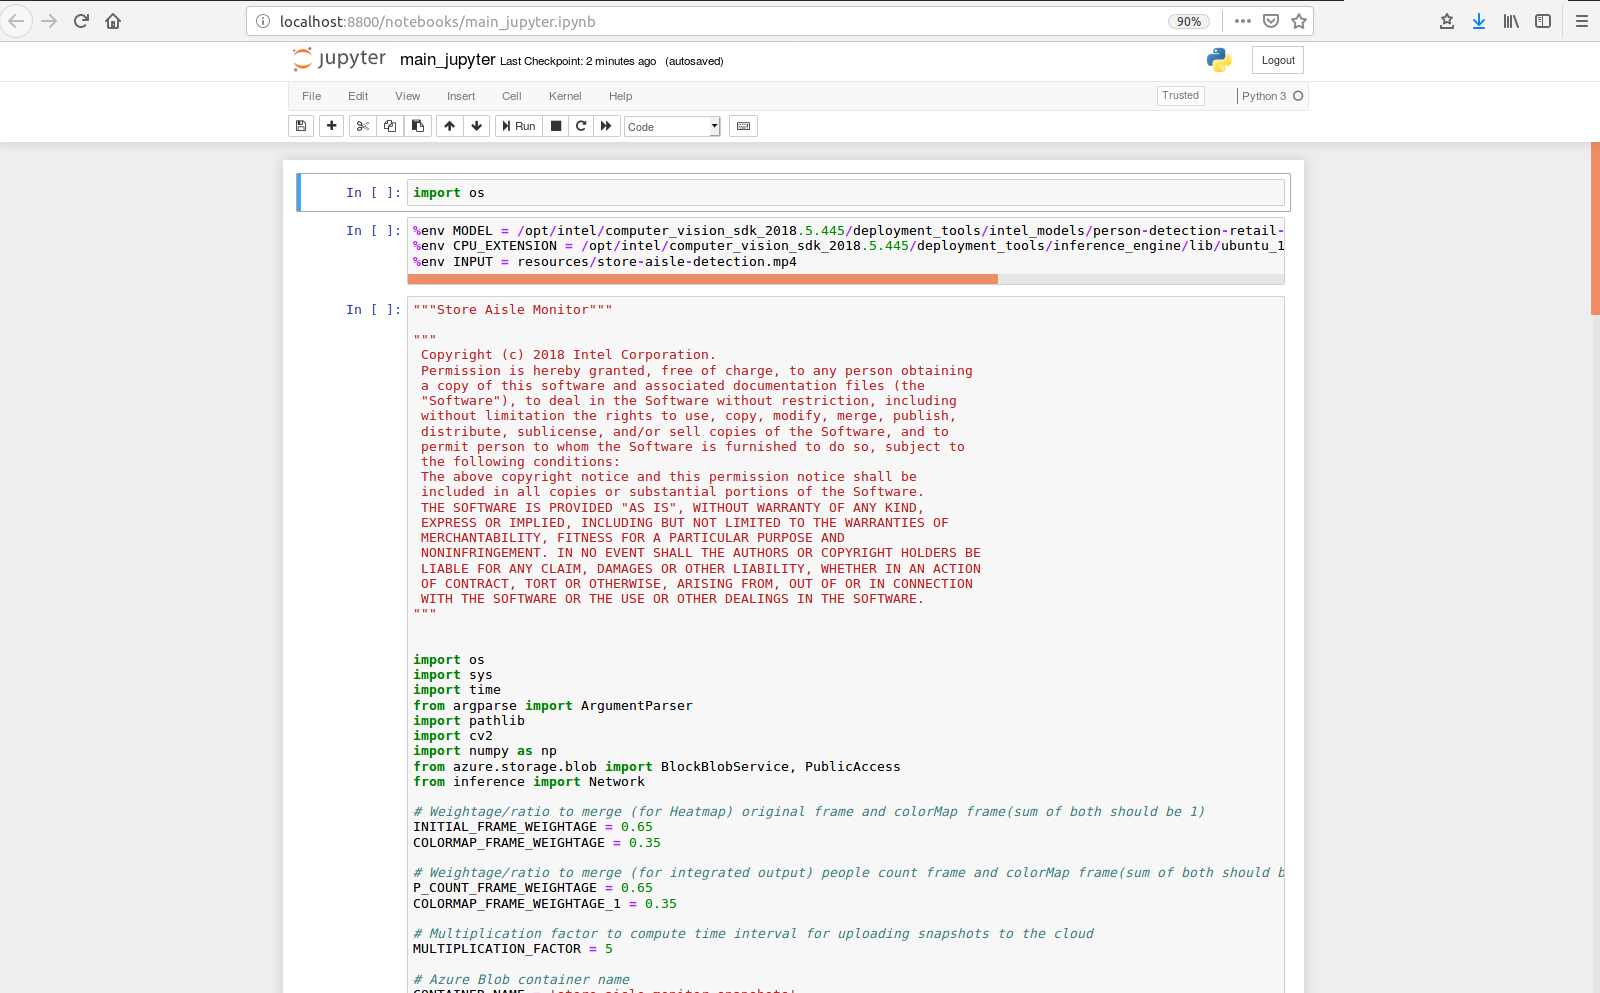 localhost:8800/notebooks/main_jupyter.ipynb
90%
jupyter main_jupyter Last Checkpoint: 2 minutes ago (autosaved)
Logout
File Edit View Insert Cell Kernel Help
Trusted
Python 3
Run
Code
In [ ]: import os
In [ ]: %env MODEL = /opt/intel/computer_vision_sdk_2018.5.445/deployment_tools/intel_models/person-detection-retail-
%env CPU_EXTENSION = /opt/intel/computer_vision_sdk_2018.5.445/deployment_tools/inference_engine/lib/ubuntu_1
%env INPUT = resources/store-aisle-detection.mp4
In [ ]: """Store Aisle Monitor"""
"""
Copyright (c) 2018 Intel Corporation.
Permission is hereby granted, free of charge, to any person obtaining
a copy of this software and associated documentation files (the
"Software"), to deal in the Software without restriction, including
without limitation the rights to use, copy, modify, merge, publish,
distribute, sublicense, and/or sell copies of the Software, and to
permit person to whom the Software is furnished to do so, subject to
the following conditions:
The above copyright notice and this permission notice shall be
included in all copies or substantial portions of the Software.
THE SOFTWARE IS PROVIDED "AS IS", WITHOUT WARRANTY OF ANY KIND,
EXPRESS OR IMPLIED, INCLUDING BUT NOT LIMITED TO THE WARRANTIES OF
MERCHANTABILITY, FITNESS FOR A PARTICULAR PURPOSE AND
NONINFRINGEMENT. IN NO EVENT SHALL THE AUTHORS OR COPYRIGHT HOLDERS BE
LIABLE FOR ANY CLAIM, DAMAGES OR OTHER LIABILITY, WHETHER IN AN ACTION
OF CONTRACT, TORT OR OTHERWISE, ARISING FROM, OUT OF OR IN CONNECTION
WITH THE SOFTWARE OR THE USE OR OTHER DEALINGS IN THE SOFTWARE.
"""
import os
import sys
import time
from argparse import ArgumentParser
import pathlib
import cv2
import numpy as np
from azure.storage.blob import BlockBlobService, PublicAccess
from inference import Network
# Weightage/ratio to merge (for Heatmap) original frame and colorMap frame(sum of both should be 1)
INITIAL_FRAME_WEIGHTAGE = 0.65
COLORMAP_FRAME_WEIGHTAGE = 0.35
# Weightage/ratio to merge (for integrated output) people count frame and colorMap frame(sum of both should b
P_COUNT_FRAME_WEIGHTAGE = 0.65
COLORMAP_FRAME_WEIGHTAGE_1 = 0.35
# Multiplication factor to compute time interval for uploading snapshots to the cloud
MULTIPLICATION_FACTOR = 5
# Azure Blob container name
CONTAINER_NAME = 'store-aisle-monitor-snapshots'